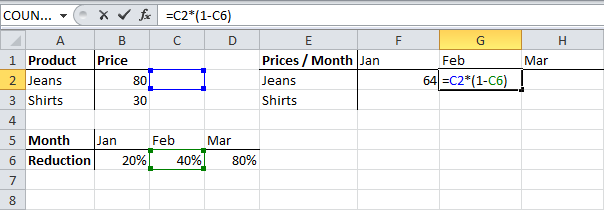 COUN... fx =C2*(1-C6)
A B C D E F G H
1 Product Price Prices / Month Jan Feb Mar
2 Jeans 80 Jeans 64 =C2*(1-C6)
3 Shirts 30 Shirts
4
5 Month Jan Feb Mar
6 Reduction 20% 40% 80%
7
8